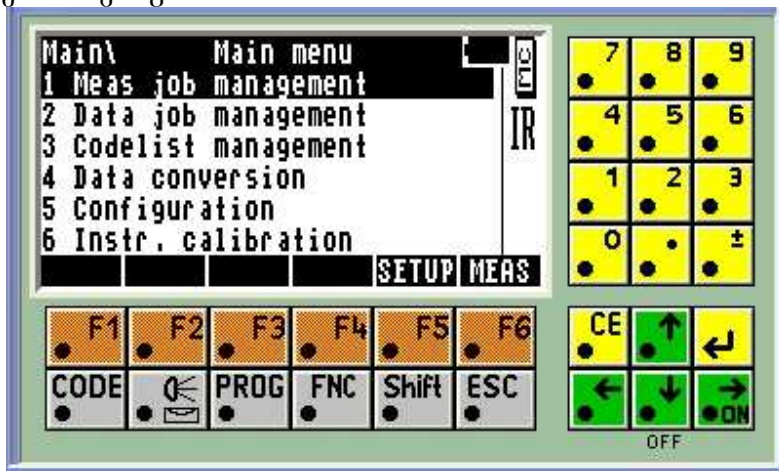 Main\ Main menu
1 Meas job management
2 Data job management
3 Codelist management
4 Data conversion
5 Configuration
6 Instr. calibration
SETUP MEAS
MC
IR
7 8 9
4 5 6
1 2 3
0 . ±
F1 F2 F3 F4 F5 F6
CODE PROG FNC Shift ESC
CE
ON
OFF